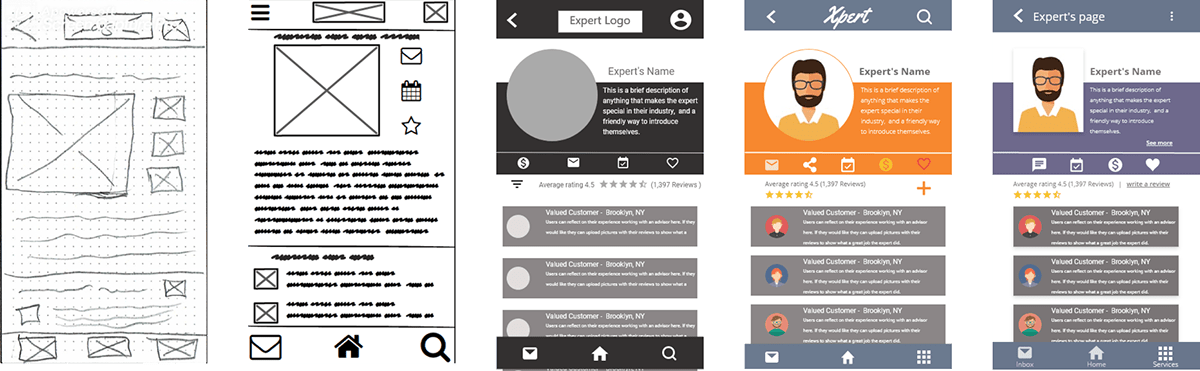 Expert Logo
Expert's Name
This is a brief description of
anything that makes the expert
special in their industry, and a
friendly way to introduce
themselves.
Average rating 4.5 (1,397 Reviews )
Valued Customer - Brooklyn, NY
Users can reflect on their experience working with an advisor here. If they
would like they can upload pictures with their reviews to show what a
Valued Customer - Brooklyn, NY
Users can reflect on their experience working with an advisor here. If they
would like they can upload pictures with their reviews to show what a
Valued Customer - Brooklyn, NY
Users can reflect on their experience working with an advisor here. If they
would like they can upload pictures with their reviews to show what a
Xpert
Expert's Name
This is a brief description of
anything that makes the expert
special in their industry, and a
friendly way
to introduce themselves.
Average rating 4.5 (1,397 Reviews)
Valued Customer - Brooklyn, NY
Users can reflect on their experience working with an advisor
here. If they would like they can upload pictures with their
reviews to show what a great job the expert did.
Valued Customer - Brooklyn, NY
Users can reflect on their experience working with an advisor
here. If they would like they can upload pictures with their
reviews to show what a great job the expert did.
Valued Customer - Brooklyn, NY
Users can reflect on their experience working with an advisor
here. If they would like they can upload pictures with their
Expert's page
Expert's Name
This is a brief description of
anything that makes the expert
special in their industry, and a
friendly way to introduce
themselves.
See more
Average rating 4.5 (1,397 Reviews) | write a review
Valued Customer - Brooklyn, NY
Users can reflect on their experience working with an advisor
here. If they would like they can upload pictures with their
reviews to show what a great job the expert did.
Valued Customer - Brooklyn, NY
Users can reflect on their experience working with an advisor
here. If they would like they can upload pictures with their
reviews to show what a great job the expert did.
Valued Customer - Brooklyn, NY
Users can reflect on their experience working with an advisor
here. If they would like they can upload pictures with their
Inbox
Home
Services